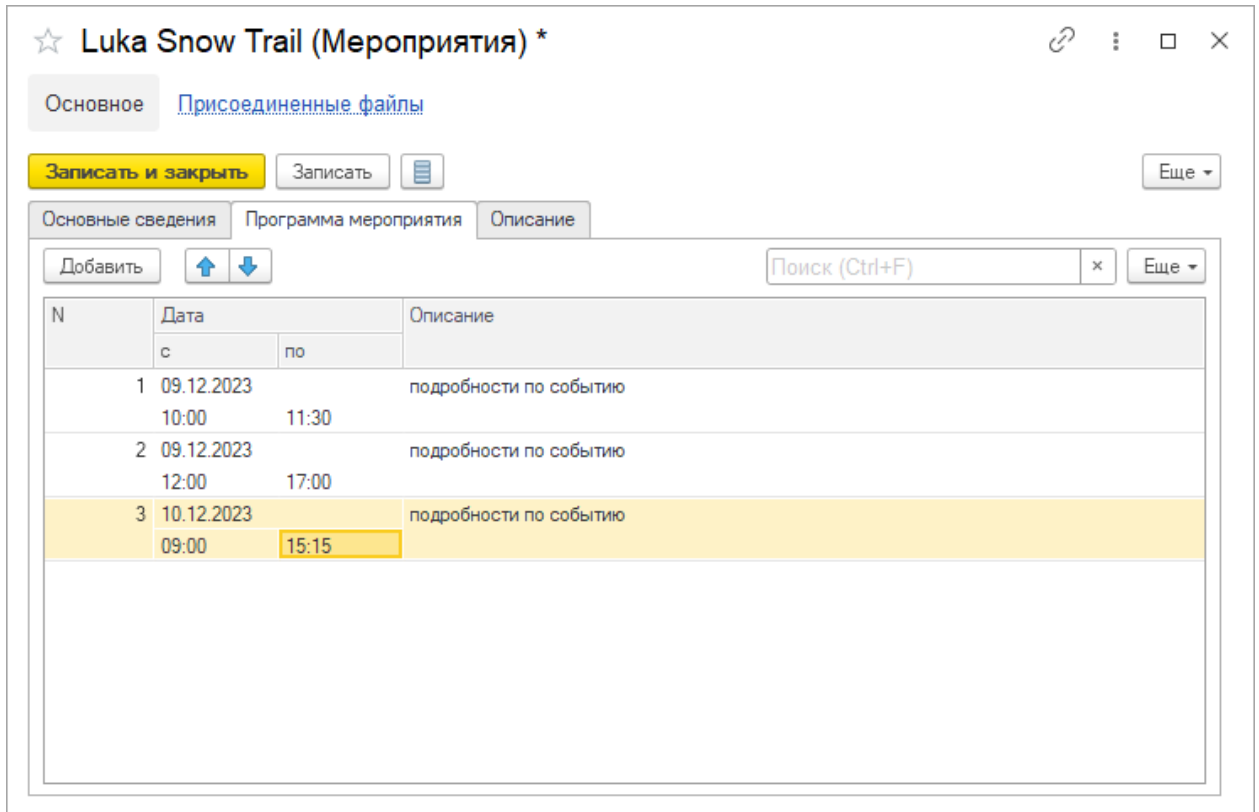 Luka Snow Trail (Мероприятия) *
Основное Присоединенные файлы
Записать и закрыть Записать Еще
Основные сведения Программа мероприятия Описание
Добавить Поиск (Ctrl+F) × Еще
N Дата Описание
с по
1 09.12.2023 подробности по событию
10:00 11:30
2 09.12.2023 подробности по событию
12:00 17:00
3 10.12.2023 подробности по событию
09:00 15:15